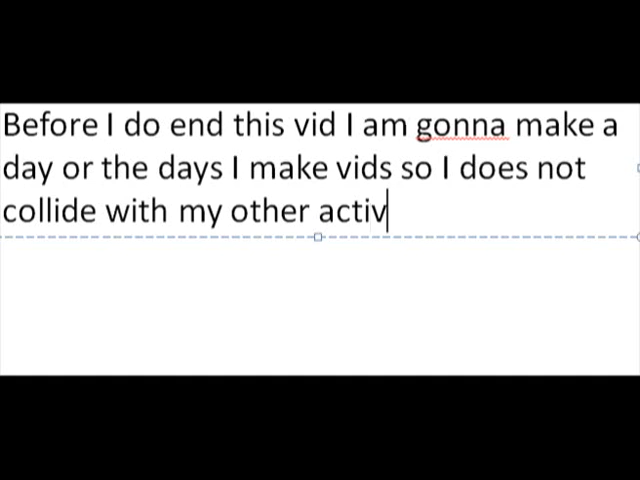 Before I do end this vid I am gonna make a
day or the days I make vids so I does not
collide with my other activ